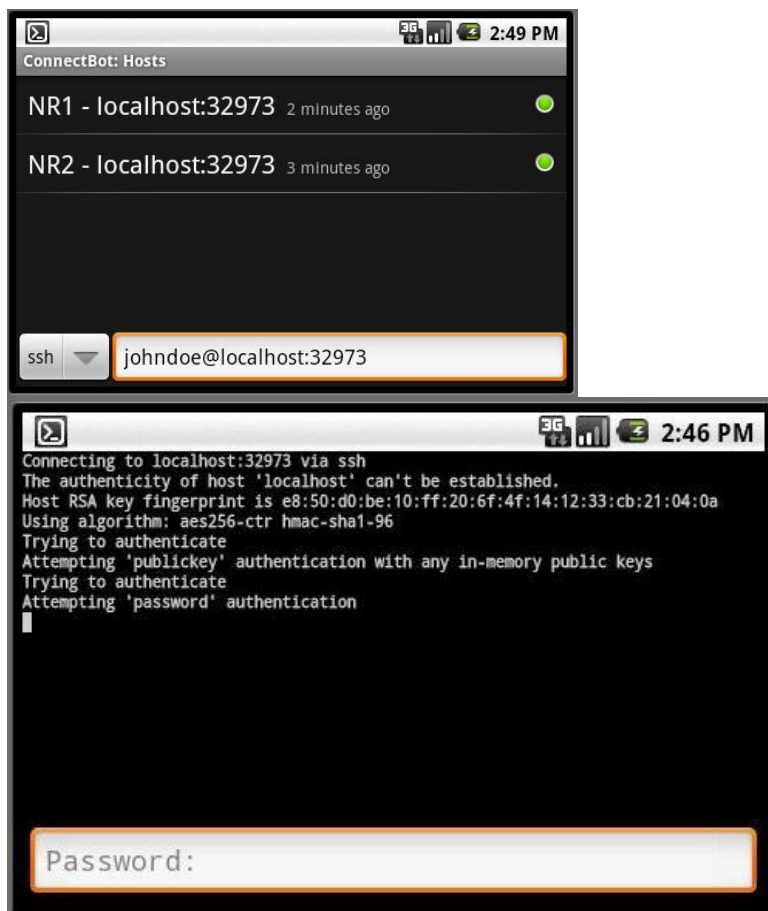 3G 2:49 PM
ConnectBot: Hosts
NR1 - localhost:32973 2 minutes ago
NR2 - localhost:32973 3 minutes ago
ssh johndoe@localhost:32973
3G 2:46 PM
Connecting to localhost:32973 via ssh
The authenticity of host 'localhost' can't be established.
Host RSA key fingerprint is e8:50:d0:be:10:ff:20:6f:4f:14:12:33:cb:21:04:0a
Using algorithm: aes256-ctr hmac-sha1-96
Trying to authenticate
Attempting 'publickey' authentication with any in-memory public keys
Trying to authenticate
Attempting 'password' authentication
Password: